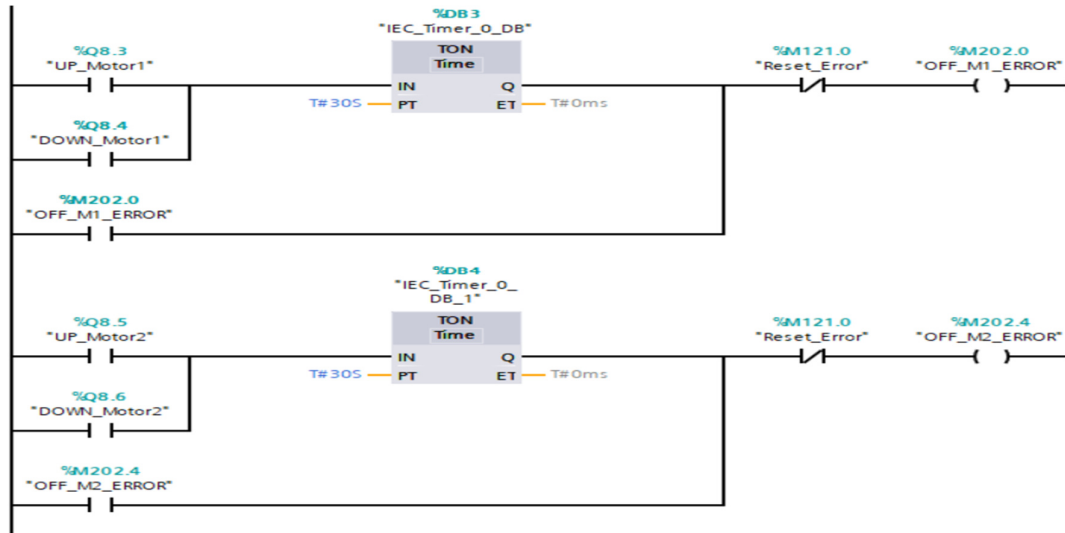 %DB3
"IEC_Timer_0_DB"
%Q8.3
"UP_Motor1"
TON
Time
%M121.0
"Reset_Error"
%M202.0
"OFF_M1_ERROR"
IN
Q
T#30S
PT
ET
T#0ms
%Q8.4
"DOWN_Motor1"
%M202.0
"OFF_M1_ERROR"
%DB4
"IEC_Timer_0_
DB_1"
%Q8.5
"UP_Motor2"
TON
Time
%M121.0
"Reset_Error"
%M202.4
"OFF_M2_ERROR"
IN
Q
T#30S
PT
ET
T#0ms
%Q8.6
"DOWN_Motor2"
%M202.4
"OFF_M2_ERROR"